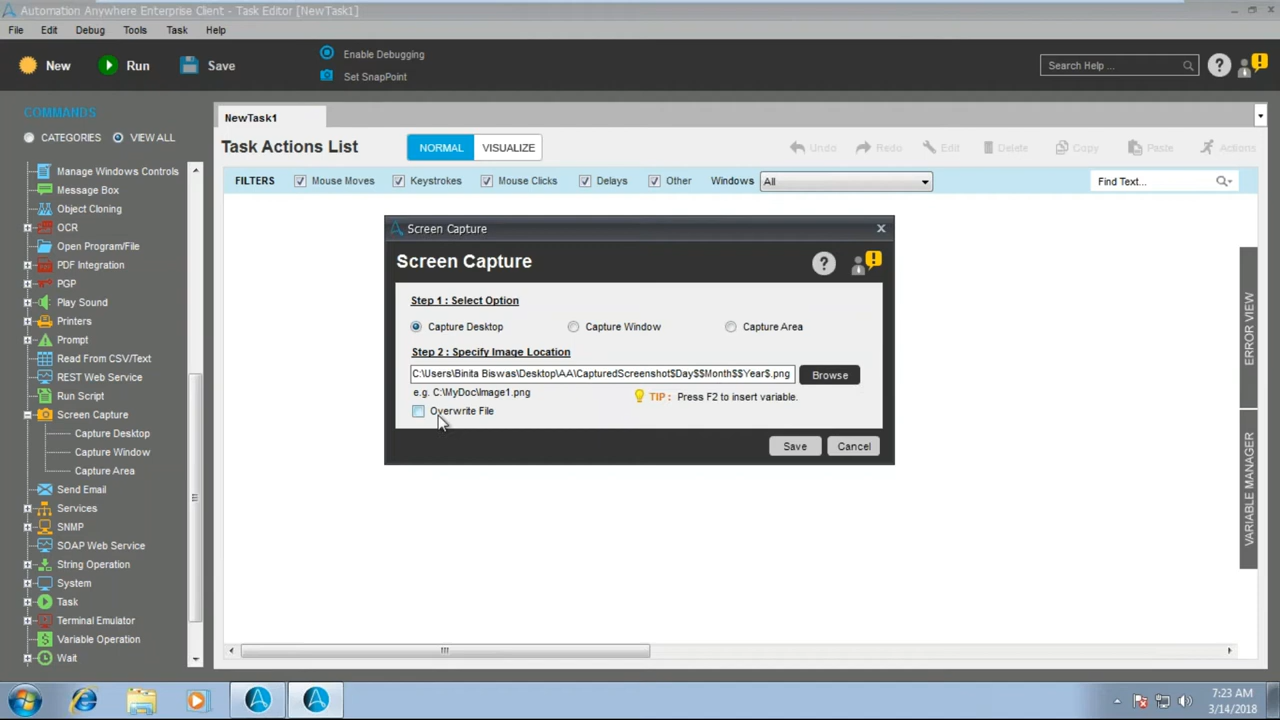 Automation Anywhere Enterprise Client - Task Editor [NewTask1]
File Edit Debug Tools Task Help
New Run Save
Enable Debugging
Set SnapPoint
Search Help ...
COMMANDS
CATEGORIES VIEW ALL
Manage Windows Controls
Message Box
Object Cloning
OCR
Open Program/File
PDF Integration
PGP
Play Sound
Printers
Prompt
Read From CSV/Text
REST Web Service
Run Script
Screen Capture
Capture Desktop
Capture Window
Capture Area
Send Email
Services
SNMP
SOAP Web Service
String Operation
System
Task
Terminal Emulator
Variable Operation
Wait
NewTask1
Task Actions List NORMAL VISUALIZE Undo Redo Edit Delete Copy Paste Actions
FILTERS Mouse Moves Keystrokes Mouse Clicks Delays Other Windows All Find Text...
Screen Capture
Screen Capture
Step 1 : Select Option
Capture Desktop Capture Window Capture Area
Step 2 : Specify Image Location
C:\Users\Binita Biswas\Desktop\AA\CapturedScreenshot$Day$$Month$$Year$.png Browse
e.g. C:\MyDoc\Image1.png TIP : Press F2 to insert variable.
Overwrite File
Save Cancel
ERROR VIEW
VARIABLE MANAGER
7:23 AM
3/14/2018